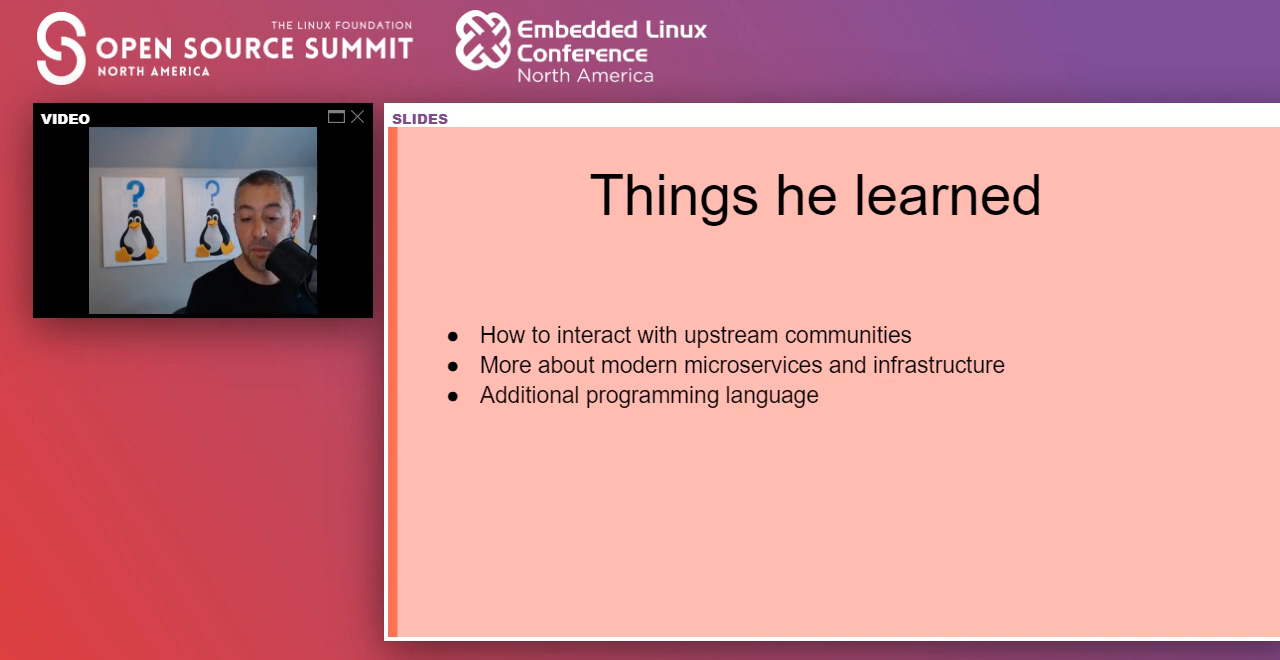 THE LINUX FOUNDATION
OPEN SOURCE SUMMIT
NORTH AMERICA
Embedded Linux
Conference
North America
VIDEO
? ?
SLIDES
Things he learned
● How to interact with upstream communities
● More about modern microservices and infrastructure
● Additional programming language